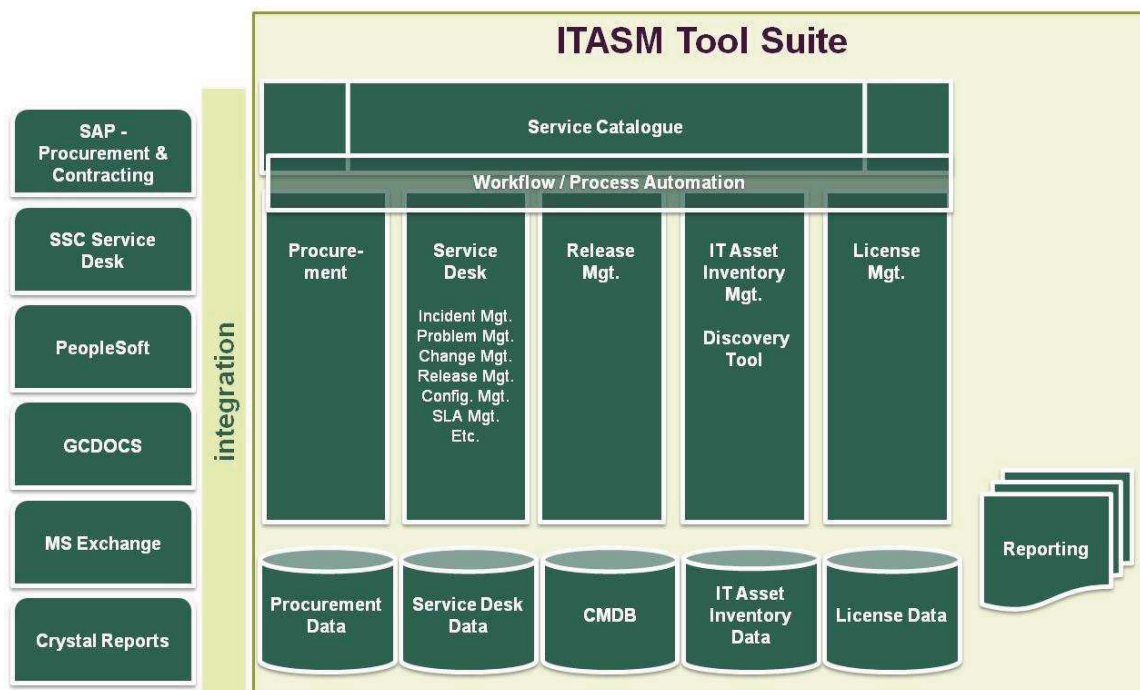 ITASM Tool Suite
SAP -
Procurement &
Contracting
SSC Service
Desk
PeopleSoft
GCDOCS
MS Exchange
Crystal Reports
integration
Service Catalogue
Workflow / Process Automation
Procure-
ment
Service
Desk
Incident Mgt.
Problem Mgt.
Change Mgt.
Release Mgt.
Config. Mgt.
SLA Mgt.
Etc.
Release
Mgt.
IT Asset
Inventory
Mgt.
Discovery
Tool
License
Mgt.
Procurement
Data
Service Desk
Data
CMDB
IT Asset
Inventory
Data
License Data
Reporting